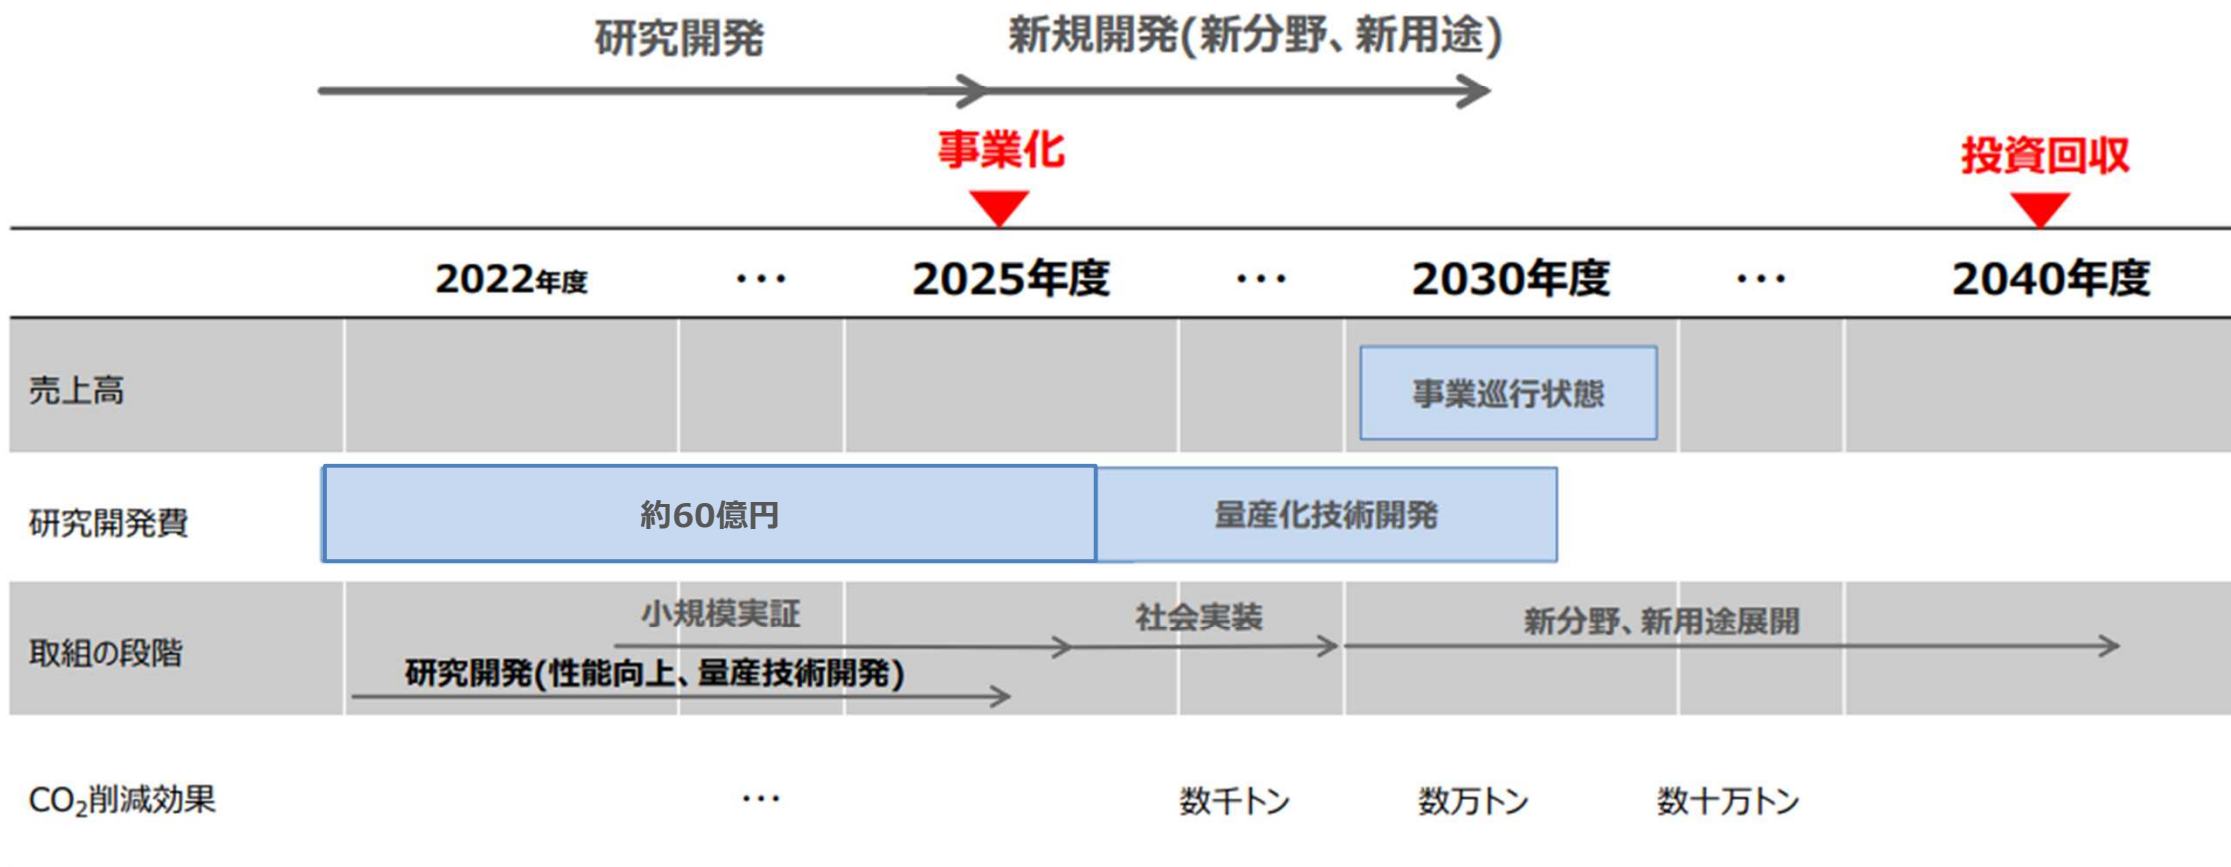 研究開発
新規開発(新分野、新用途)
事業化
投資回収
2022年度 ・・・ 2025年度 ・・・ 2030年度 ・・・ 2040年度
売上高
事業巡行状態
研究開発費
約60億円
量産化技術開発
取組の段階
小規模実証
社会実装
新分野、新用途展開
研究開発(性能向上、量産技術開発)
CO₂削減効果 ・・・ 数千トン 数万トン 数十万トン